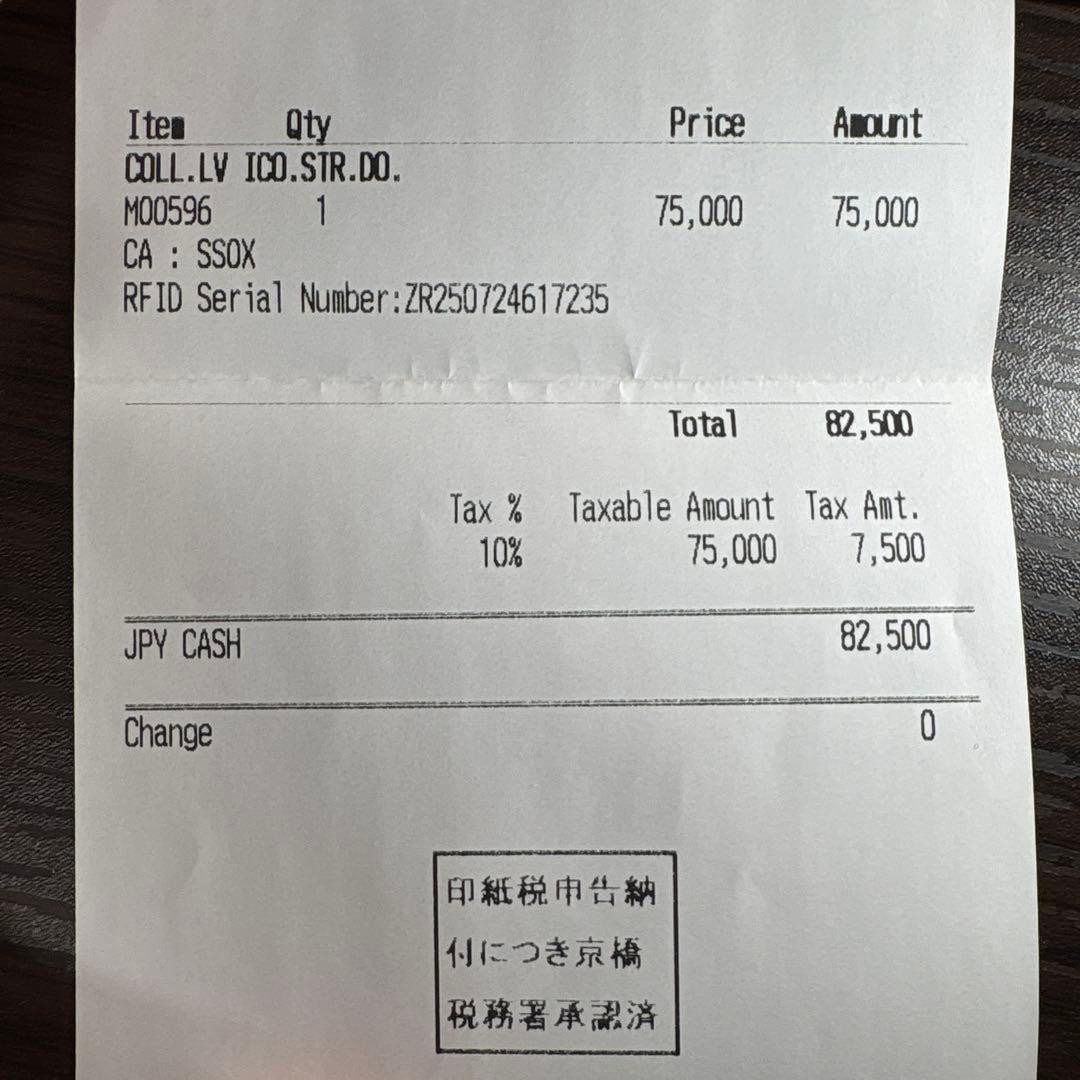 Item Qty Price Amount
COLL.LV ICO.STR.DO.
M00596 1 75,000 75,000
CA : SSOX
RFID Serial Number:ZR250724617235
Total 82,500
Tax % Taxable Amount Tax Amt.
10% 75,000 7,500
JPY CASH 82,500
Change 0
印紙税申告納
付につき京橋
税務署承認済